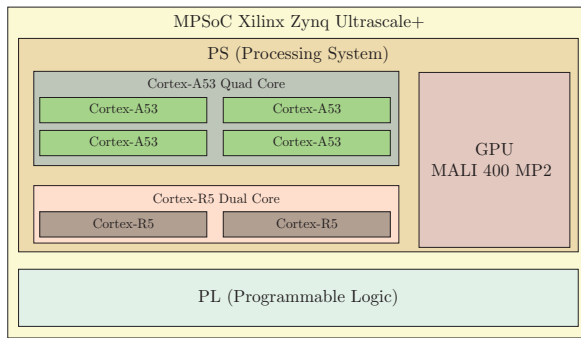 MPSoC Xilinx Zynq Ultrascale+
PS (Processing System)
Cortex-A53 Quad Core
Cortex-A53
Cortex-A53
Cortex-A53
Cortex-A53
GPU
MALI 400 MP2
Cortex-R5 Dual Core
Cortex-R5
Cortex-R5
PL (Programmable Logic)